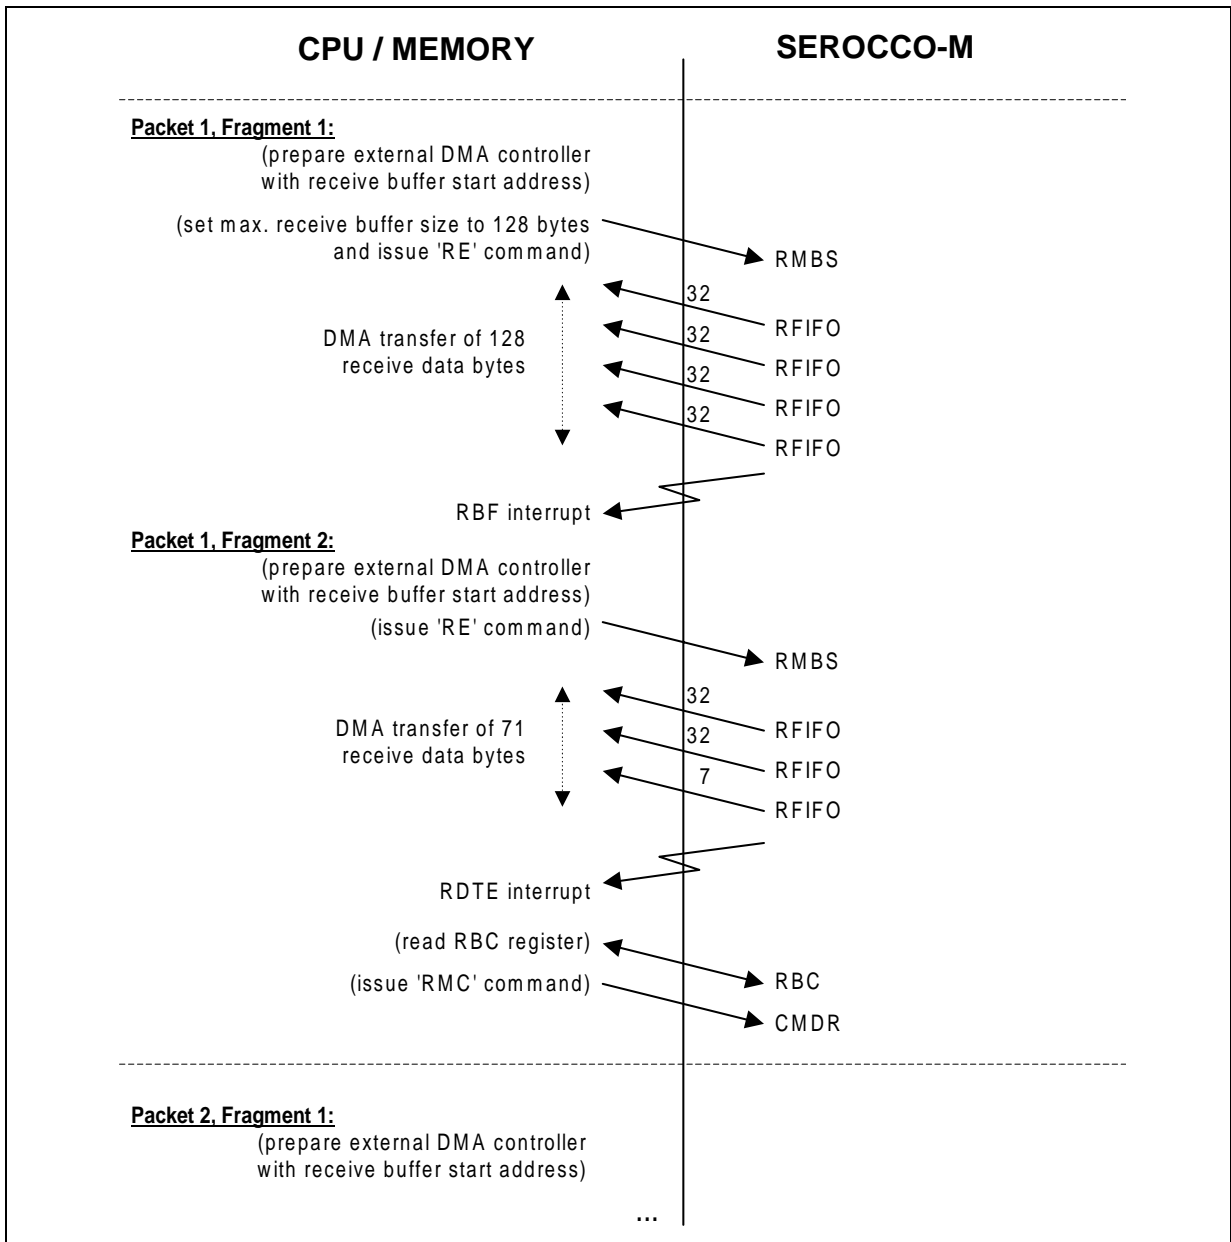 CPU / MEMORY
SEROCCO-M
Packet 1, Fragment 1:
(prepare external DMA controller
with receive buffer start address)
(set max. receive buffer size to 128 bytes
and issue 'RE' command)
RMBS
32
RFIFO
32
DMA transfer of 128
receive data bytes
RFIFO
32
RFIFO
32
RFIFO
RBF interrupt
Packet 1, Fragment 2:
(prepare external DMA controller
with receive buffer start address)
(issue 'RE' command)
RMBS
32
DMA transfer of 71
receive data bytes
RFIFO
32
RFIFO
7
RFIFO
RDTE interrupt
(read RBC register)
RBC
(issue 'RMC' command)
CMDR
Packet 2, Fragment 1:
(prepare external DMA controller
with receive buffer start address)
...